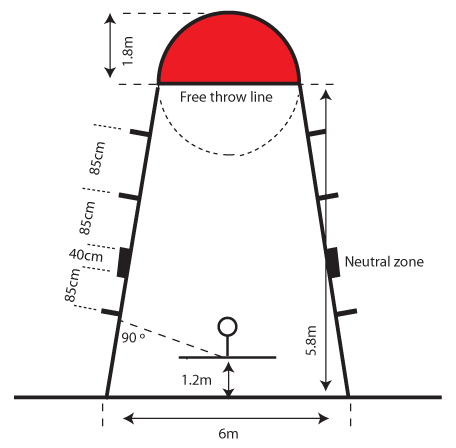 1.8m
Free throw line
85cm
85cm
40cm
Neutral zone
85cm
90 º
5.8m
1.2m
6m